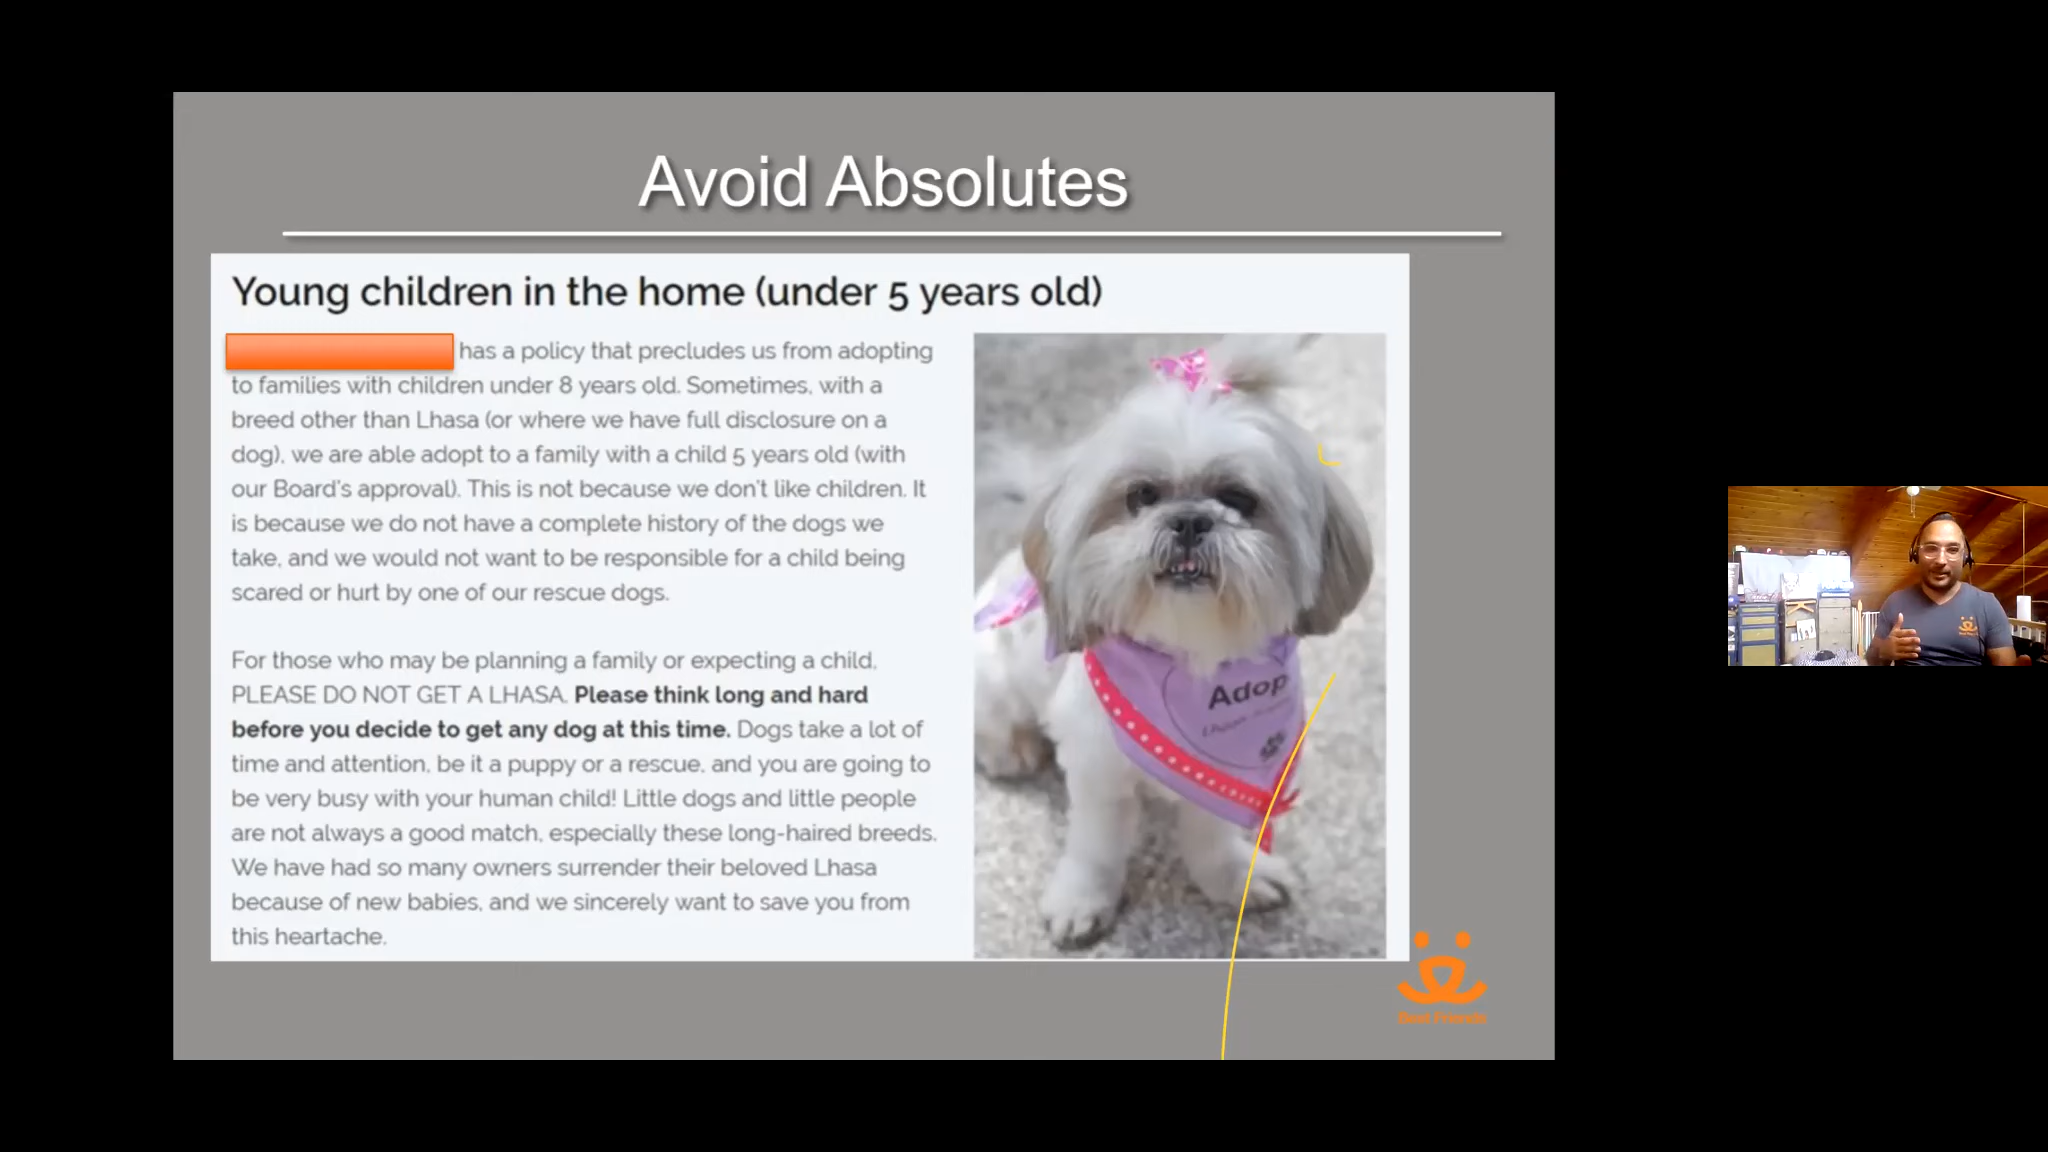 Avoid Absolutes
Young children in the home (under 5 years old)
has a policy that precludes us from adopting
to families with children under 8 years old. Sometimes, with a
breed other than Lhasa (or where we have full disclosure on a
dog), we are able adopt to a family with a child 5 years old (with
our Board's approval). This is not because we don't like children. It
is because we do not have a complete history of the dogs we
take, and we would not want to be responsible for a child being
scared or hurt by one of our rescue dogs.
For those who may be planning a family or expecting a child,
PLEASE DO NOT GET A LHASA. Please think long and hard
before you decide to get any dog at this time. Dogs take a lot of
time and attention, be it a puppy or a rescue, and you are going to
be very busy with your human child! Little dogs and little people
are not always a good match, especially these long-haired breeds.
We have had so many owners surrender their beloved Lhasa
because of new babies, and we sincerely want to save you from
this heartache.
Adop
Best Friends